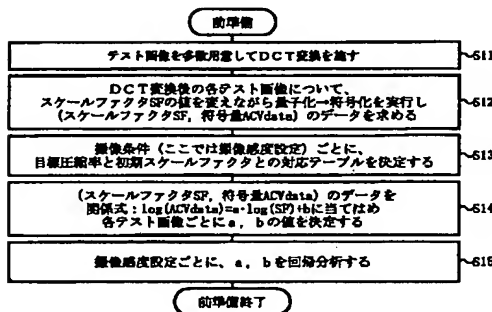 前準備
テスト画像を多数用意してDCT変換を施す
S11
DCT変換後の各テスト画像について、
スケールファクタSFの値を変えながら量子化→符号化を実行し
(スケールファクタSF, 符号量ACVdata) のデータを求める
S12
撮像条件（ここでは撮像感度設定）ごとに、
目標圧縮率と初期スケールファクタとの対応テーブルを決定する
S13
(スケールファクタSF, 符号量ACVdata) のデータを
関係式：log(ACVdata)=a·log(SF)+bに当てはめ
各テスト画像ごとにa, bの値を決定する
S14
撮像感度設定ごとに、a, bを回帰分析する
S15
前準備終了